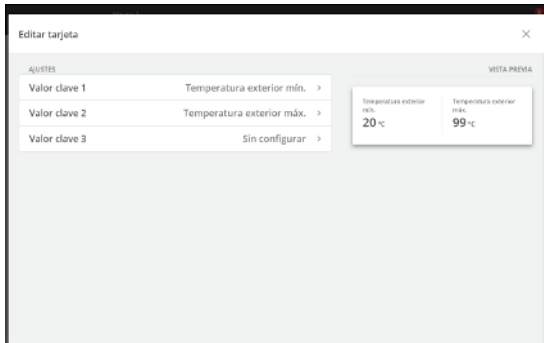 Editar tarjeta
AJUSTES
VISTA PREVIA
Valor clave 1 Temperatura exterior mín. >
Valor clave 2 Temperatura exterior máx. >
Valor clave 3 Sin configurar >
Temperatura exterior mín.
20 °C
Temperatura exterior máx.
99 °C